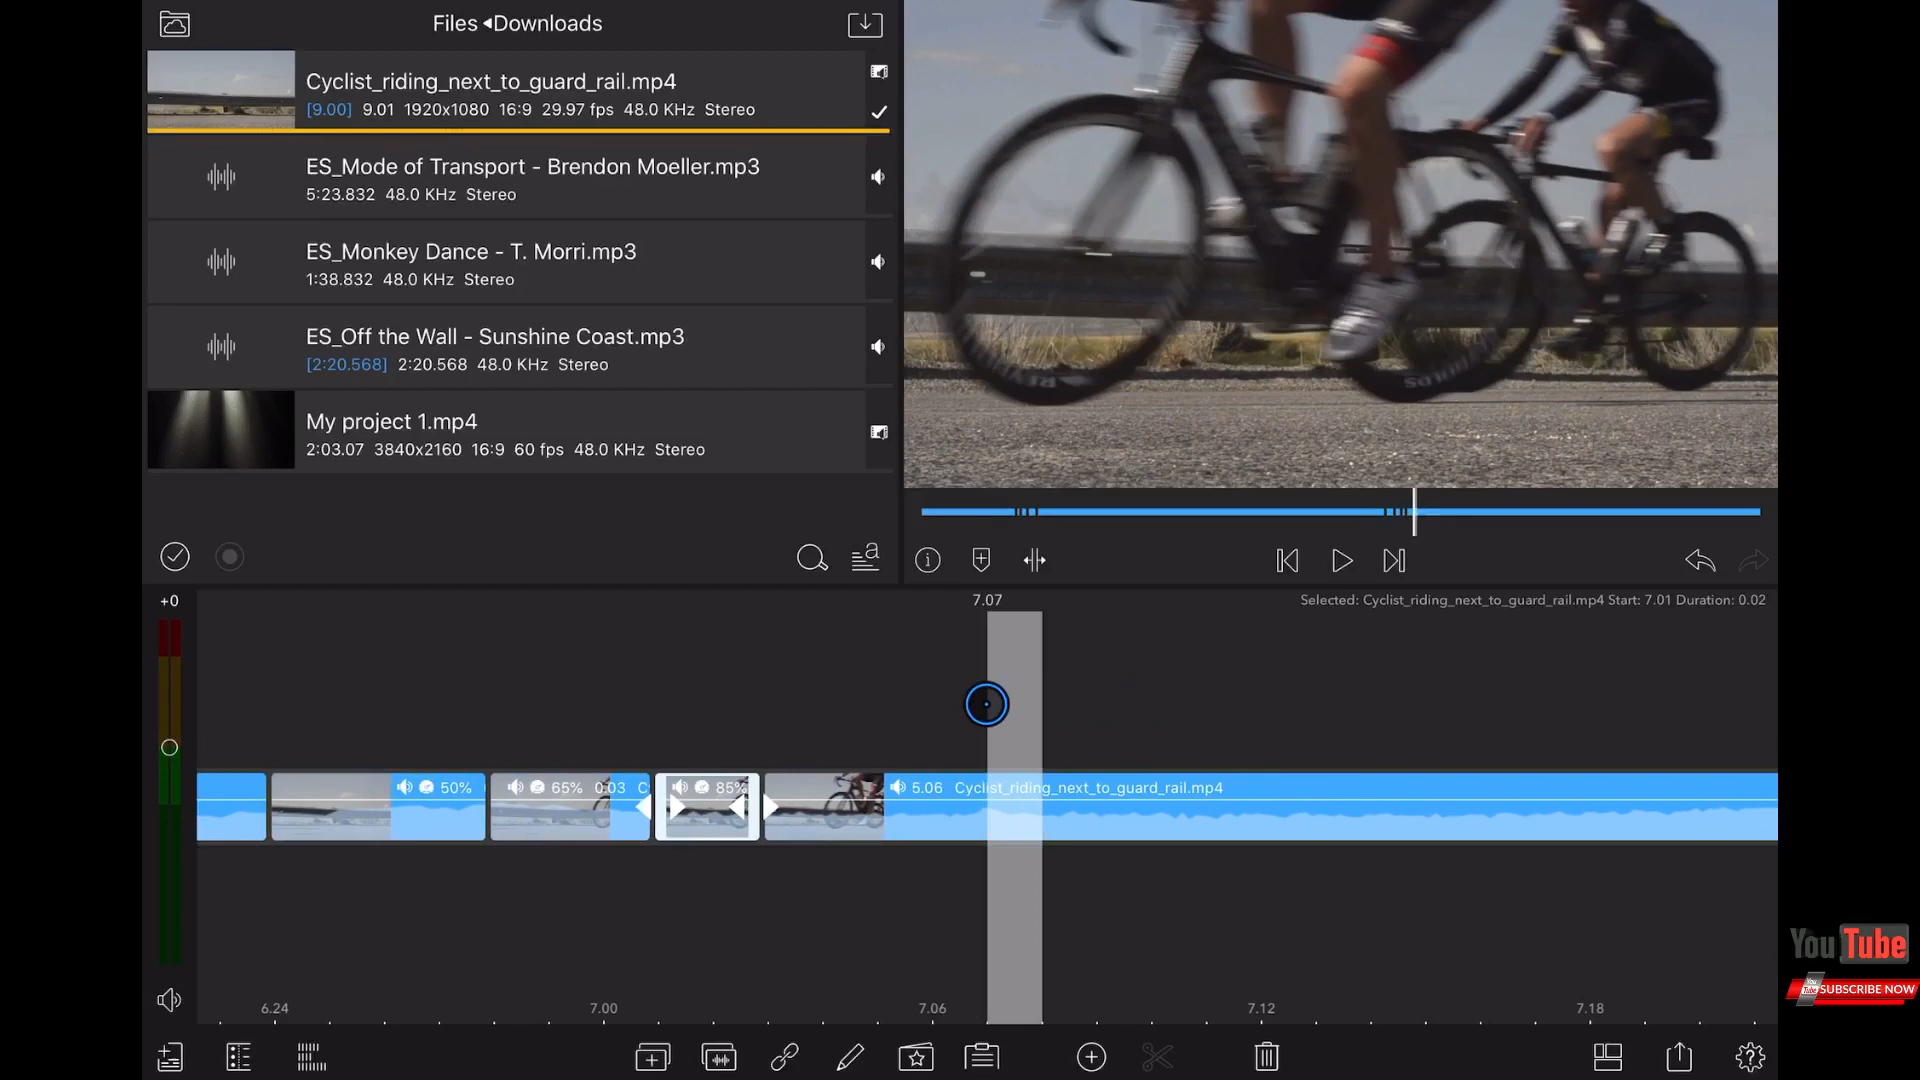 Files ◂Downloads
Cyclist_riding_next_to_guard_rail.mp4
[9.00] 9.01 1920x1080 16:9 29.97 fps 48.0 KHz Stereo
ES_Mode of Transport - Brendon Moeller.mp3
5:23.832 48.0 KHz Stereo
ES_Monkey Dance - T. Morri.mp3
1:38.832 48.0 KHz Stereo
ES_Off the Wall - Sunshine Coast.mp3
[2:20.568] 2:20.568 48.0 KHz Stereo
My project 1.mp4
2:03.07 3840x2160 16:9 60 fps 48.0 KHz Stereo
+0
7.07
Selected: Cyclist_riding_next_to_guard_rail.mp4 Start: 7.01 Duration: 0.02
50%
65% 0.03 C
85%
5.06 Cyclist_riding_next_to_guard_rail.mp4
6.24 7.00 7.06 7.12 7.18
YouTube
You Tube SUBSCRIBE NOW